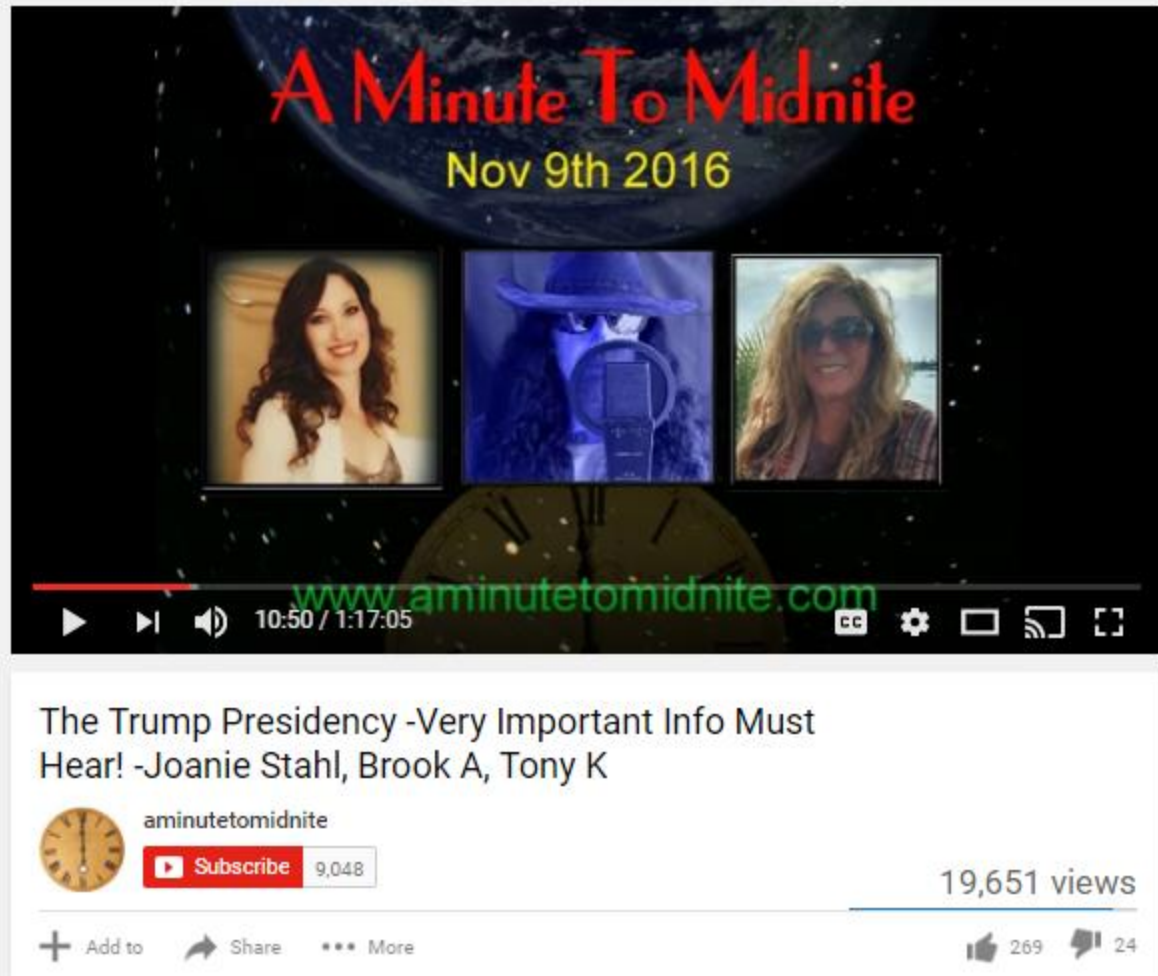 A Minute To Midnite
Nov 9th 2016
www.aminutetomidnite.com
10:50 / 1:17:05
CC
The Trump Presidency -Very Important Info Must
Hear! -Joanie Stahl, Brook A, Tony K
aminutetomidnite
Subscribe 9,048
19,651 views
Add to Share More 269 24